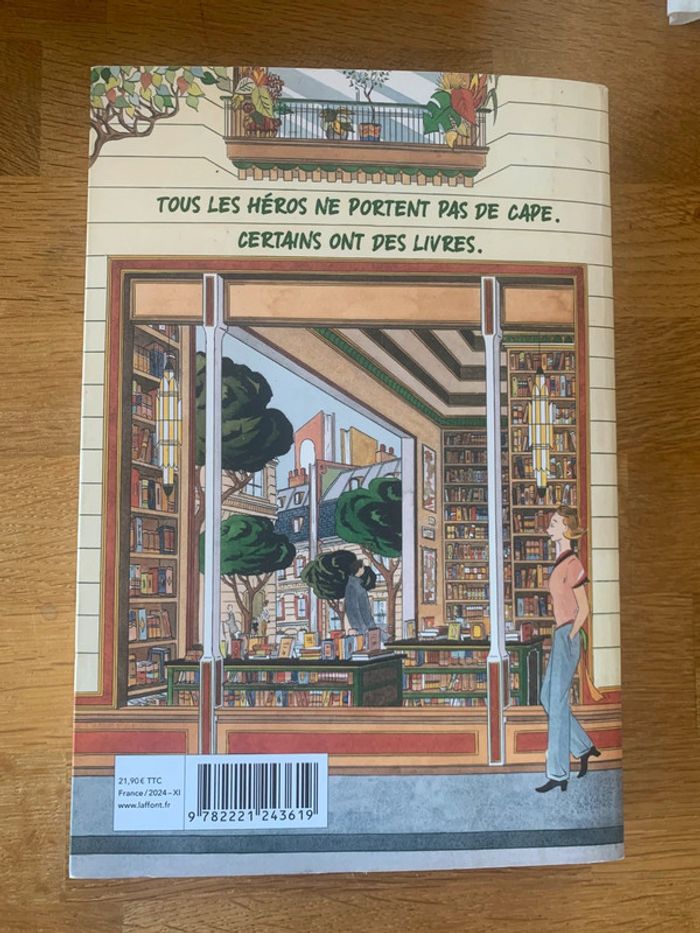 TOUS LES HÉROS NE PORTENT PAS DE CAPE.
CERTAINS ONT DES LIVRES.
21,90 € TTC
France / 2024 – XI
www.laffont.fr
9 782221 243619